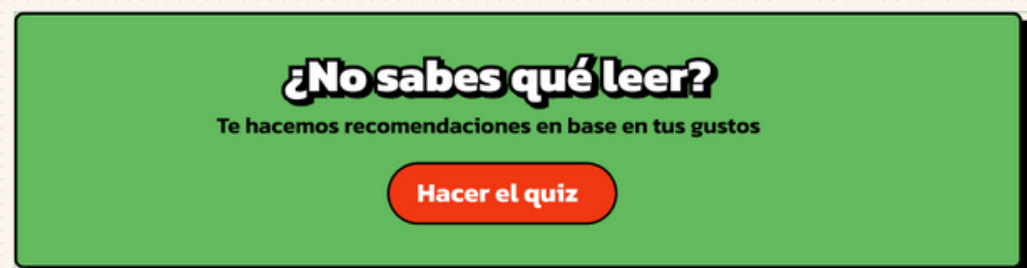 ¿No sabes qué leer?
Te hacemos recomendaciones en base en tus gustos
Hacer el quiz